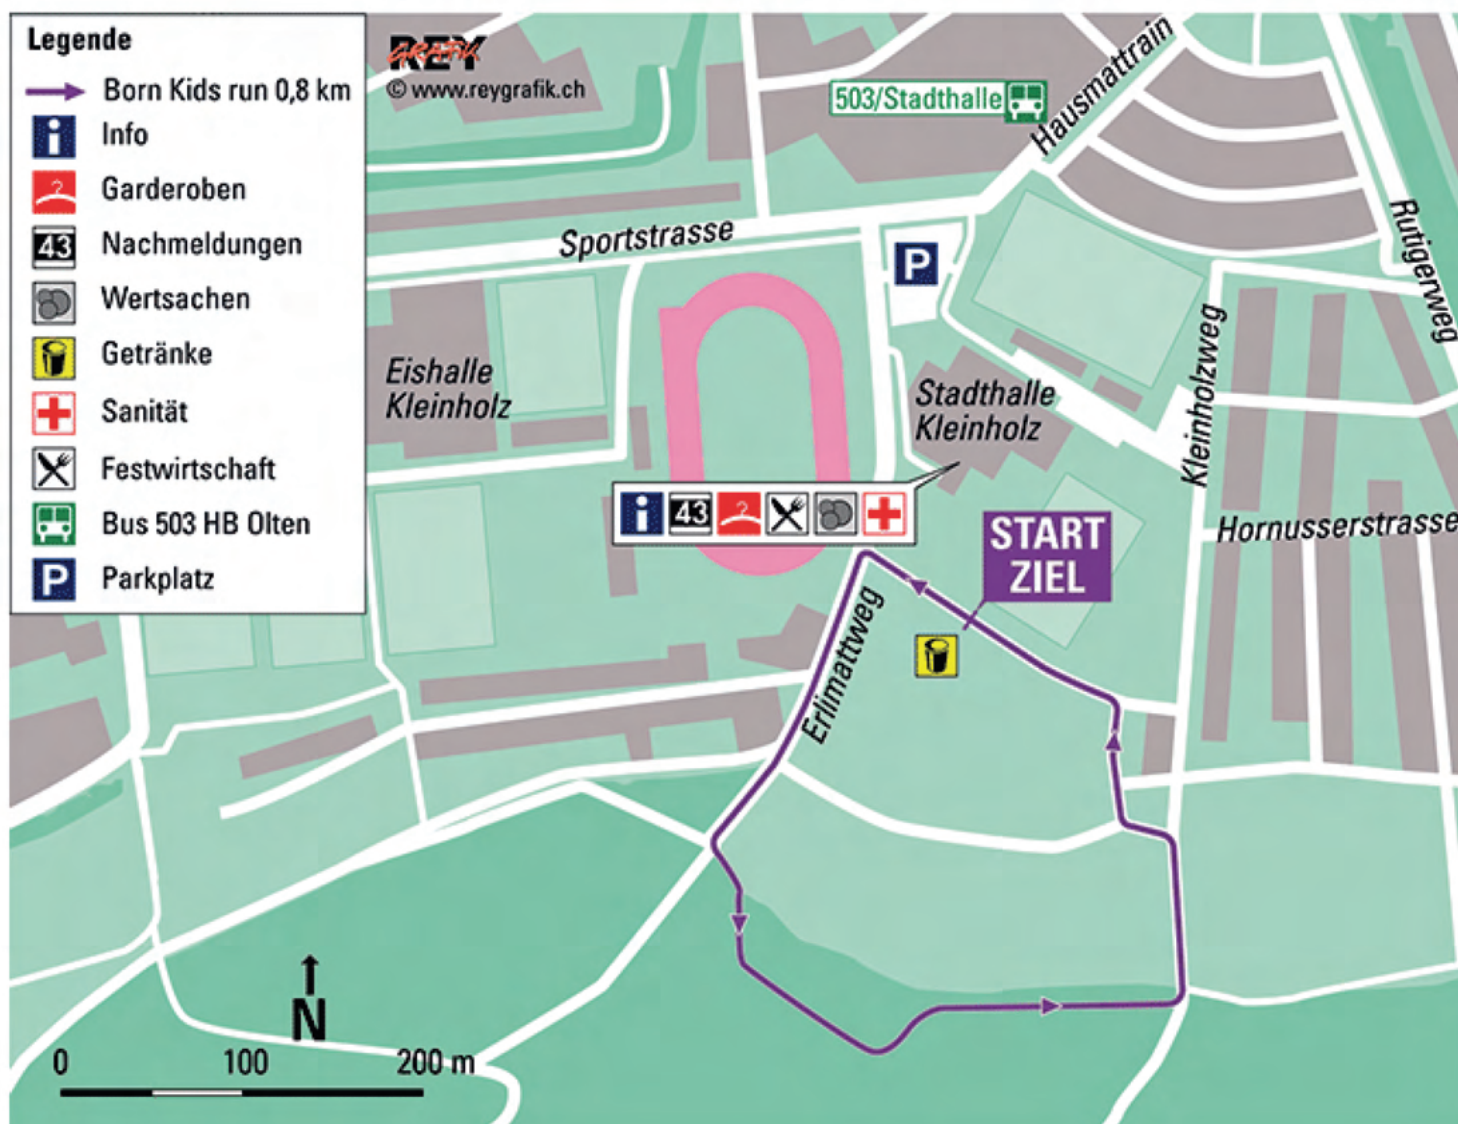 Legende
Born Kids run 0,8 km
i
Info
Garderoben
43
Nachmeldungen
Wertsachen
Getränke
Sanität
Festwirtschaft
Bus 503 HB Olten
P
Parkplatz
REY
GRAFIK
© www.reygrafik.ch
503/Stadthalle
Hausmattrain
Rutigerweg
Sportstrasse
P
Eishalle
Kleinholz
Stadthalle
Kleinholz
Kleinholzweg
Hornusserstrasse
i
43
START
ZIEL
Erlimattweg
N
0 100 200 m